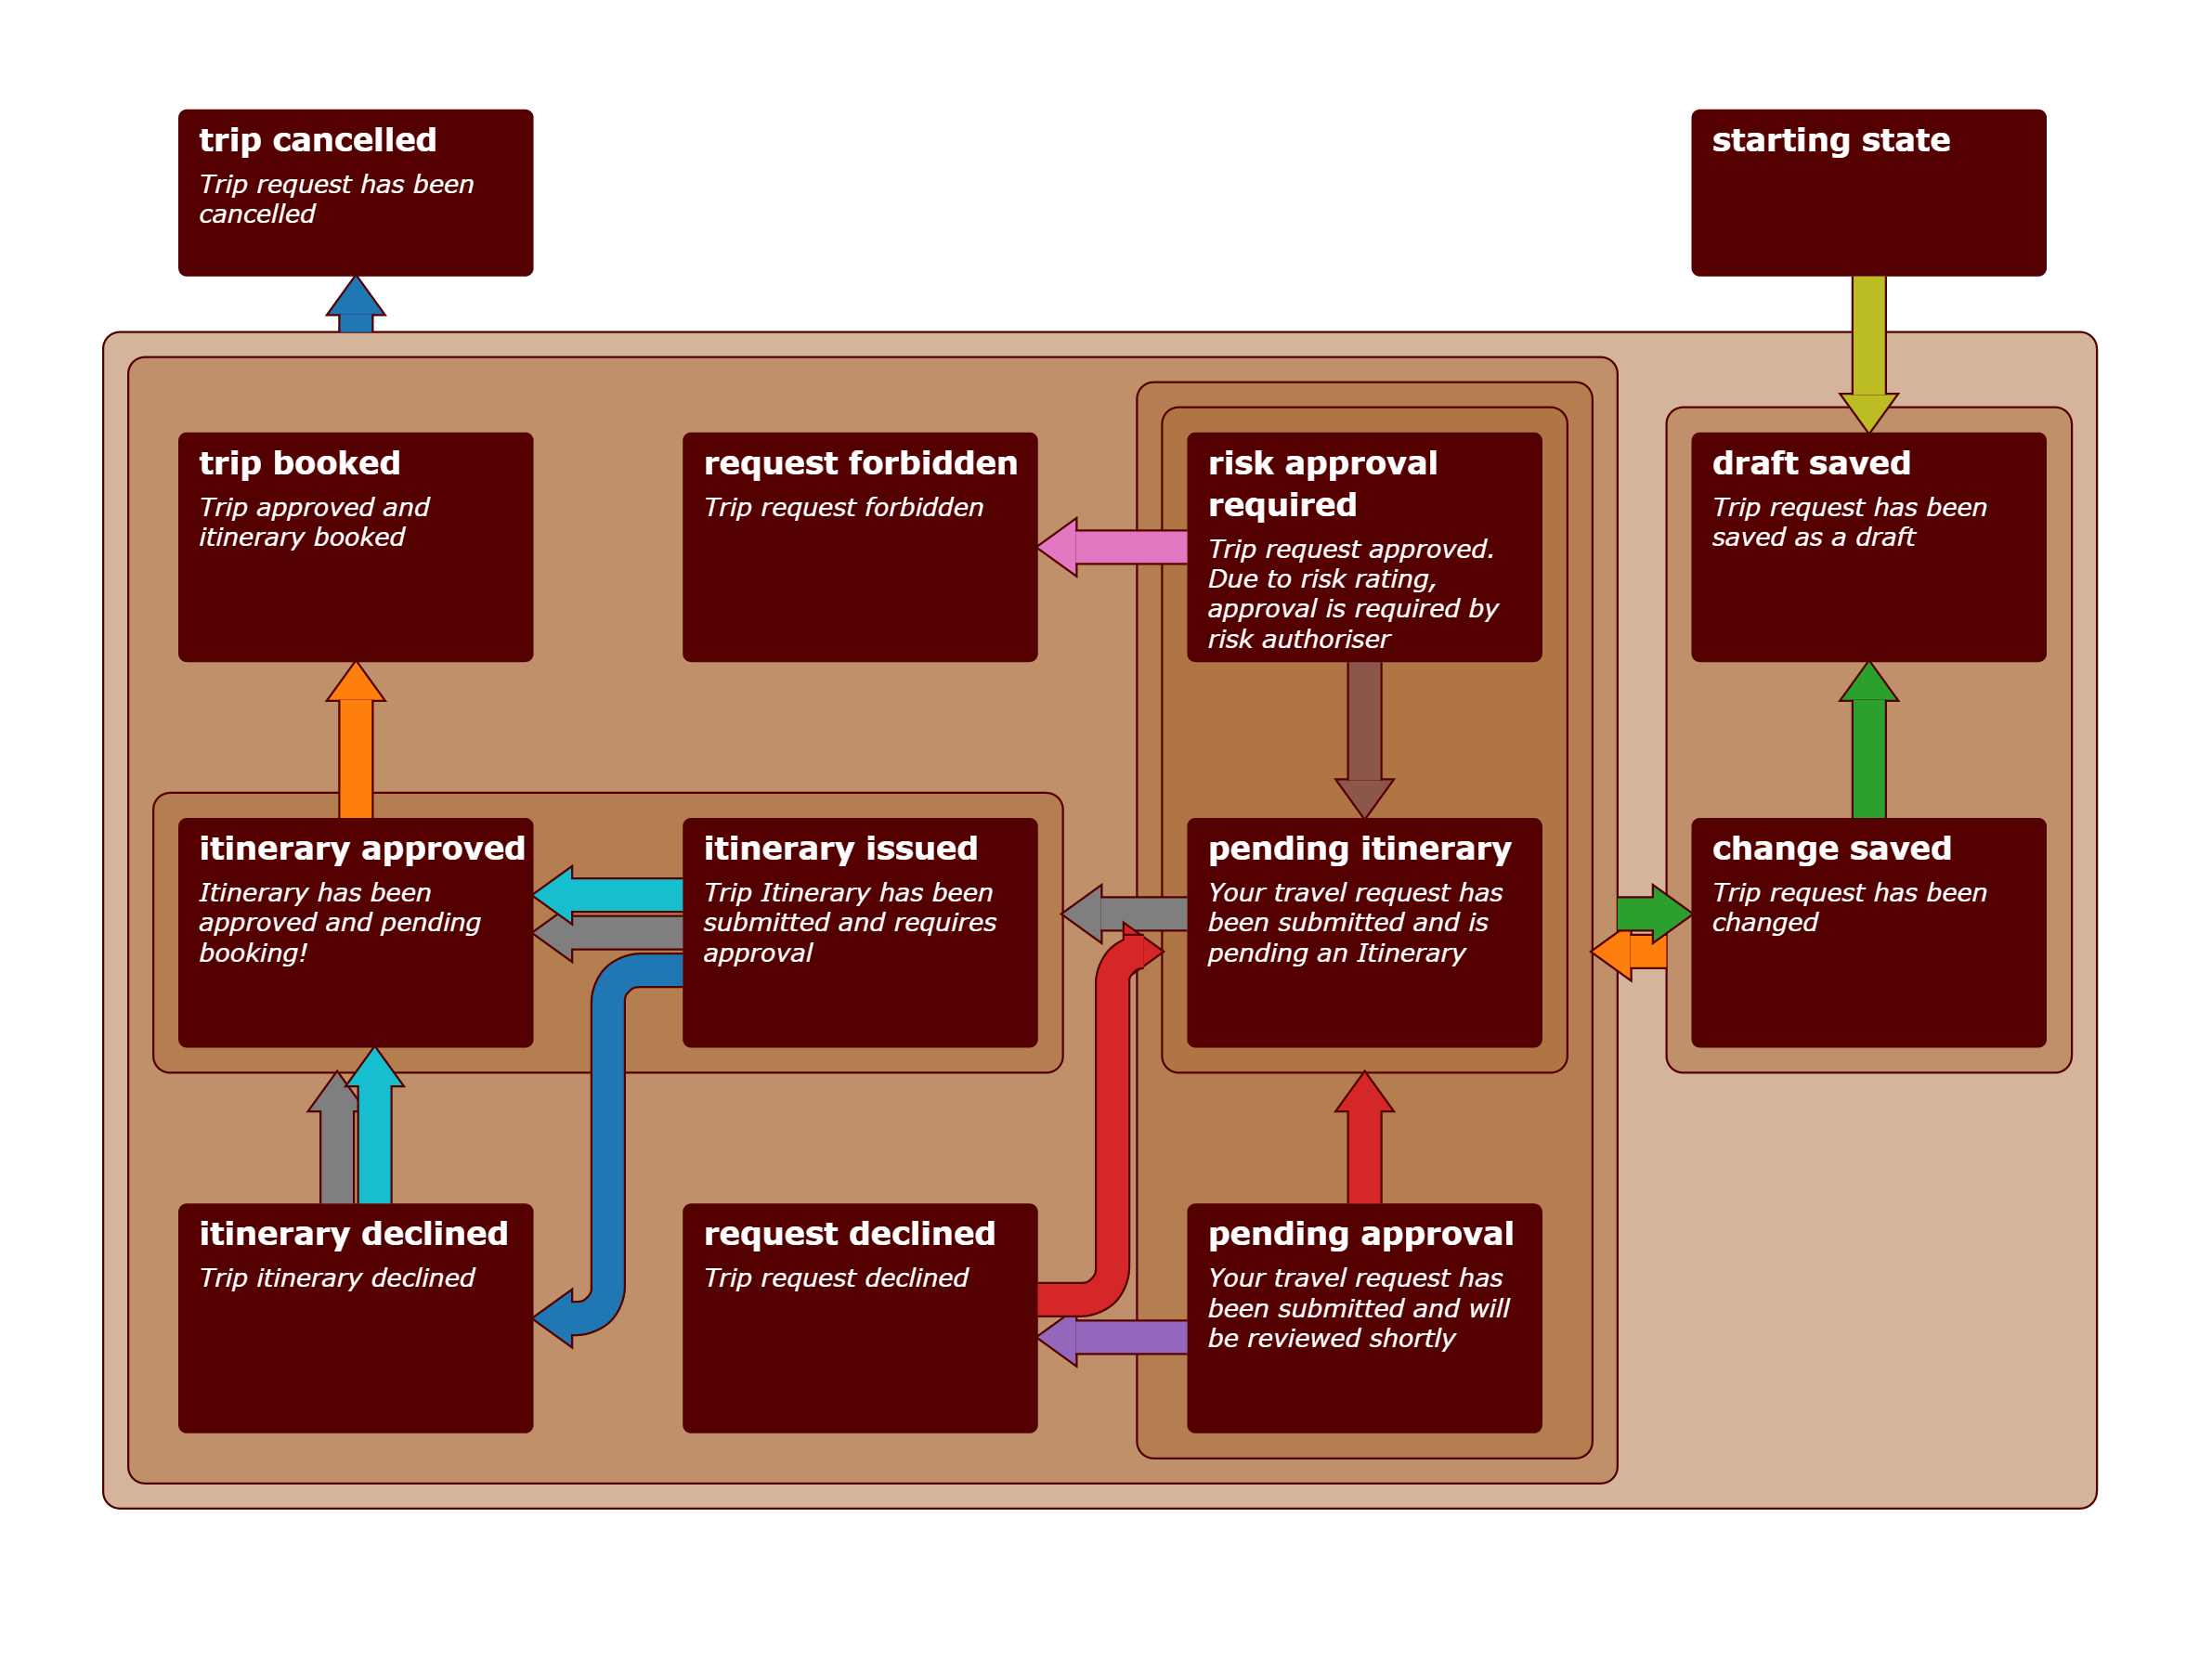 trip cancelled
Trip request has been
cancelled
starting state
trip booked
Trip approved and
itinerary booked
request forbidden
Trip request forbidden
risk approval
required
Trip request approved.
Due to risk rating,
approval is required by
risk authoriser
draft saved
Trip request has been
saved as a draft
itinerary approved
Itinerary has been
approved and pending
booking!
itinerary issued
Trip Itinerary has been
submitted and requires
approval
pending itinerary
Your travel request has
been submitted and is
pending an Itinerary
change saved
Trip request has been
changed
itinerary declined
Trip itinerary declined
request declined
Trip request declined
pending approval
Your travel request has
been submitted and will
be reviewed shortly